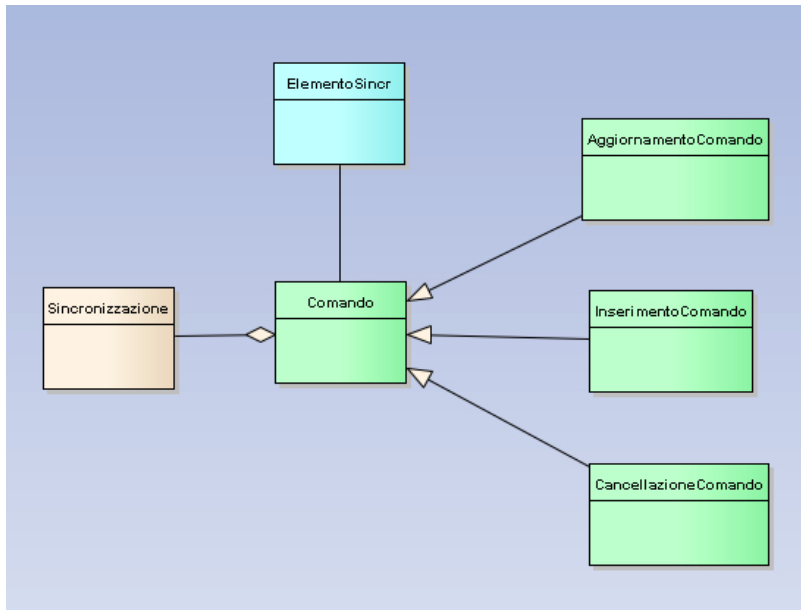 ElementoSincr
AggiornamentoComando
Sincronizzazione
Comando
InserimentoComando
CancellazioneComando